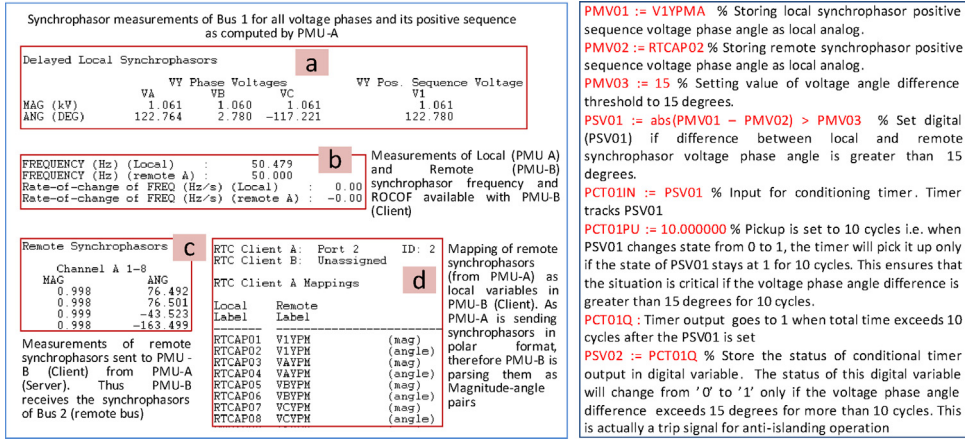 Synchrophasor measurements of Bus 1 for all voltage phases and its positive sequence
as computed by PMU-A
Delayed Local Synchrophasors
a
VY Phase Voltages VY Pos. Sequence Voltage
VA VB VC V1
MAG (kV) 1.061 1.060 1.061 1.061
ANG (DEG) 122.764 2.780 -117.221 122.780
b
FREQUENCY (Hz) (Local) : 50.479
FREQUENCY (Hz) (remote A) : 50.000
Rate-of-change of FREQ (Hz/s) (Local) : 0.00
Rate-of-change of FREQ (Hz/s) (remote A) : -0.00
Measurements of Local (PMU A)
and Remote (PMU-B)
synchrophasor frequency and
ROCOF available with PMU-B
(Client)
Remote Synchrophasors
c
Channel A 1-8
MAG ANG
0.998 76.492
0.998 76.501
0.999 -43.523
0.998 -163.499
Measurements of remote
synchrophasors sent to PMU -
B (Client) from PMU-A
(Server). Thus PMU-B
receives the synchrophasors
of Bus 2 (remote bus)
RTC Client A: Port 2 ID: 2
RTC Client B: Unassigned
d
RTC Client A Mappings
Local Remote
Label Label
RTCAP01 V1YPM (mag)
RTCAP02 V1YPM (angle)
RTCAP03 VAYPM (mag)
RTCAP04 VAYPM (angle)
RTCAP05 VBYPM (mag)
RTCAP06 VBYPM (angle)
RTCAP07 VCYPM (mag)
RTCAP08 VCYPM (angle)
Mapping of remote
synchrophasors
(from PMU-A) as
local variables in
PMU-B (Client). As
PMU-A is sending
synchrophasors in
polar format,
therefore PMU-B is
parsing them as
Magnitude-angle
pairs
PMV01 := V1YPMA % Storing local synchrophasor positive
sequence voltage phase angle as local analog.
PMV02 := RTCAP02 % Storing remote synchrophasor positive
sequence voltage phase angle as local analog.
PMV03 := 15 % Setting value of voltage angle difference
threshold to 15 degrees.
PSV01 := abs(PMV01 – PMV02) > PMV03 % Set digital
(PSV01) if difference between local and remote
synchrophasor voltage phase angle is greater than 15
degrees.
PCT01IN := PSV01 % Input for conditioning timer. Timer
tracks PSV01
PCT01PU := 10.000000 % Pickup is set to 10 cycles i.e. when
PSV01 changes state from 0 to 1, the timer will pick it up only
if the state of PSV01 stays at 1 for 10 cycles. This ensures that
the situation is critical if the voltage phase angle difference is
greater than 15 degrees for 10 cycles.
PCT01Q : Timer output goes to 1 when total time exceeds 10
cycles after the PSV01 is set
PSV02 := PCT01Q % Store the status of conditional timer
output in digital variable. The status of this digital variable
will change from '0' to '1' only if the voltage phase angle
difference exceeds 15 degrees for more than 10 cycles. This
is actually a trip signal for anti-islanding operation